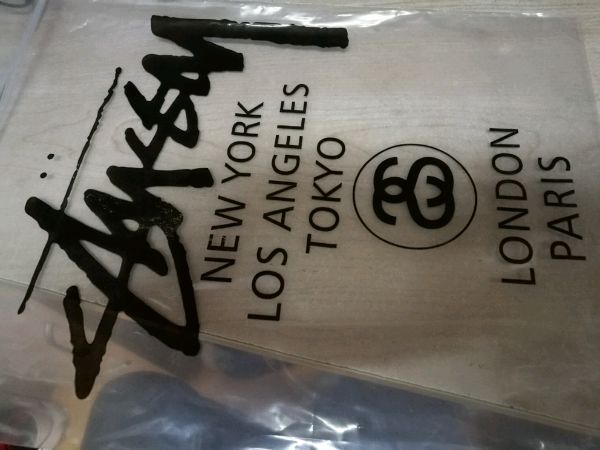 Stüssy
NEW YORK
LOS ANGELES
TOKYO
LONDON
PARIS